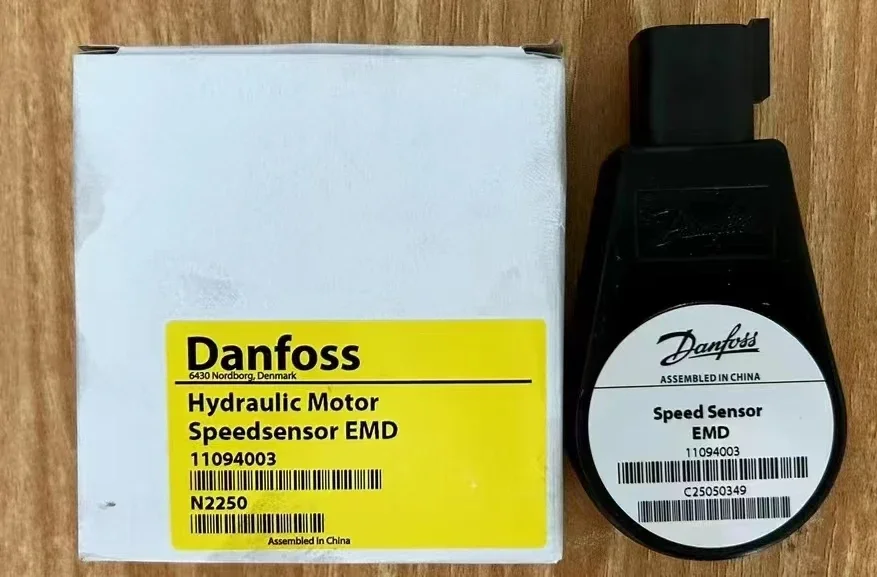 Danfoss
6430 Nordborg, Denmark
Hydraulic Motor
Speedsensor EMD
11094003
N2250
Assembled in China
Danfoss
Danfoss
ASSEMBLED IN CHINA
Speed Sensor
EMD
11094003
C25050349